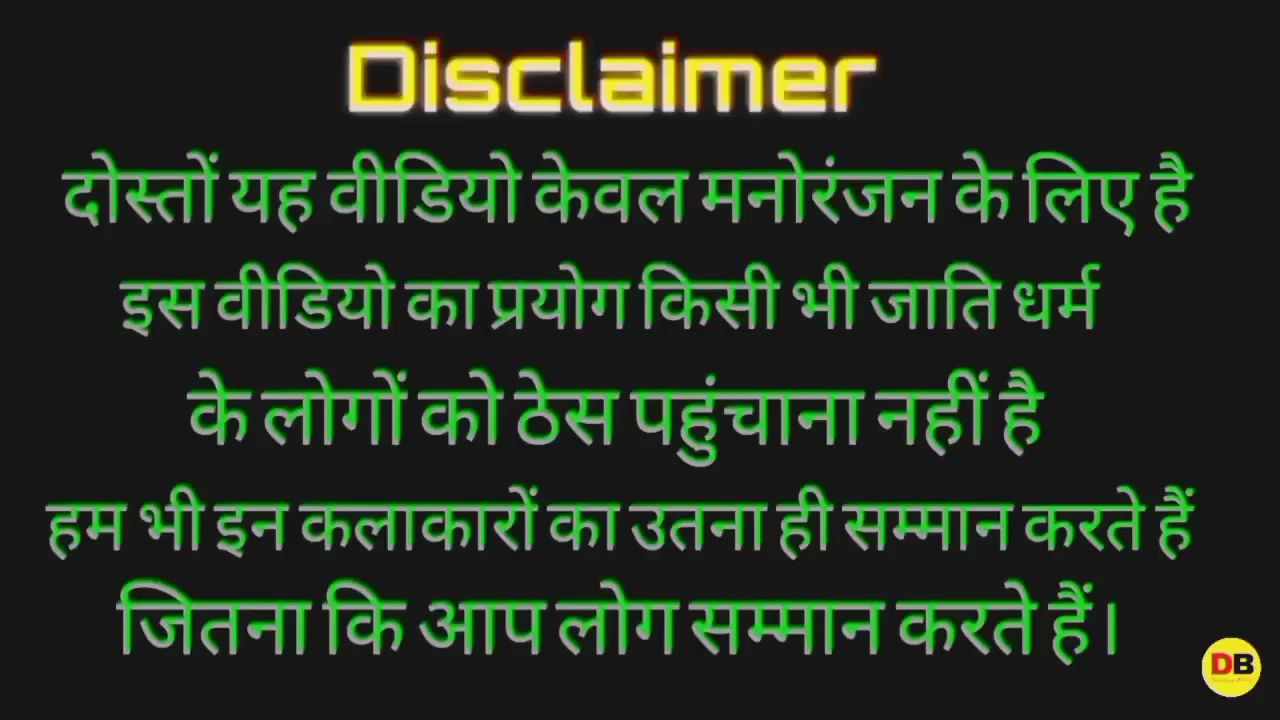 Disclaimer
दोस्तों यह वीडियो केवल मनोरंजन के लिए है
इस वीडियो का प्रयोग किसी भी जाति धर्म
के लोगों को ठेस पहुंचाना नहीं है
हम भी इन कलाकारों का उतना ही सम्मान करते हैं
जितना कि आप लोग सम्मान करते हैं।
DB